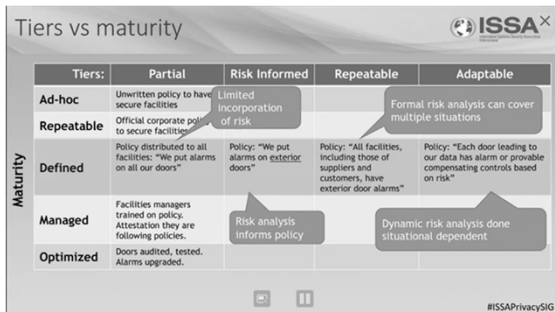 Tiers vs maturity
ISSA
Tiers: Partial Risk Informed Repeatable Adaptable
Maturity
Ad-hoc
Unwritten policy to have
secure facilities
Limited
incorporation
of risk
Formal risk analysis can cover
multiple situations
Repeatable
Official corporate
to secure facilities
Defined
Policy distributed to all
facilities: “We put alarms
on all our doors”
Policy: “We put
alarms on exterior
doors”
Policy: “All facilities,
including those of
suppliers and
customers, have
exterior door alarms”
Policy: “Each door leading to
our data has alarm or provable
compensating controls based
on risk”
Managed
Facilities managers
trained on policy.
Attestation they are
following policies.
Risk analysis
informs policy
Dynamic risk analysis done
situational dependent
Optimized
Doors audited, tested.
Alarms upgraded.
#ISSAPrivacySIG